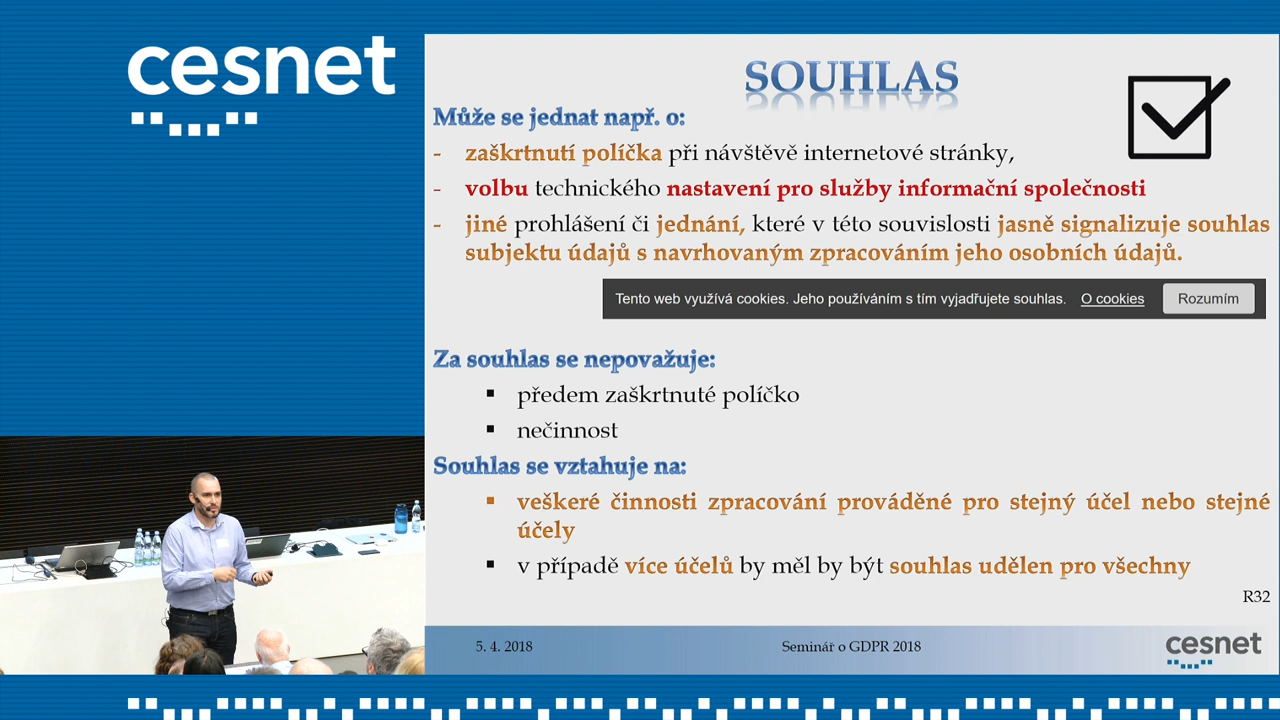 cesnet
SOUHLAS
Může se jednat např. o:
- zaškrtnutí políčka při návštěvě internetové stránky,
- volbu technického nastavení pro služby informační společnosti
- jiné prohlášení či jednání, které v této souvislosti jasně signalizuje souhlas
subjektu údajů s navrhovaným zpracováním jeho osobních údajů.
Tento web využívá cookies. Jeho používáním s tím vyjadřujete souhlas. O cookies Rozumím
Za souhlas se nepovažuje:
▪ předem zaškrtnuté políčko
▪ nečinnost
Souhlas se vztahuje na:
▪ veškeré činnosti zpracování prováděné pro stejný účel nebo stejné
účely
▪ v případě více účelů by měl by být souhlas udělen pro všechny
R32
5. 4. 2018 Seminář o GDPR 2018 cesnet